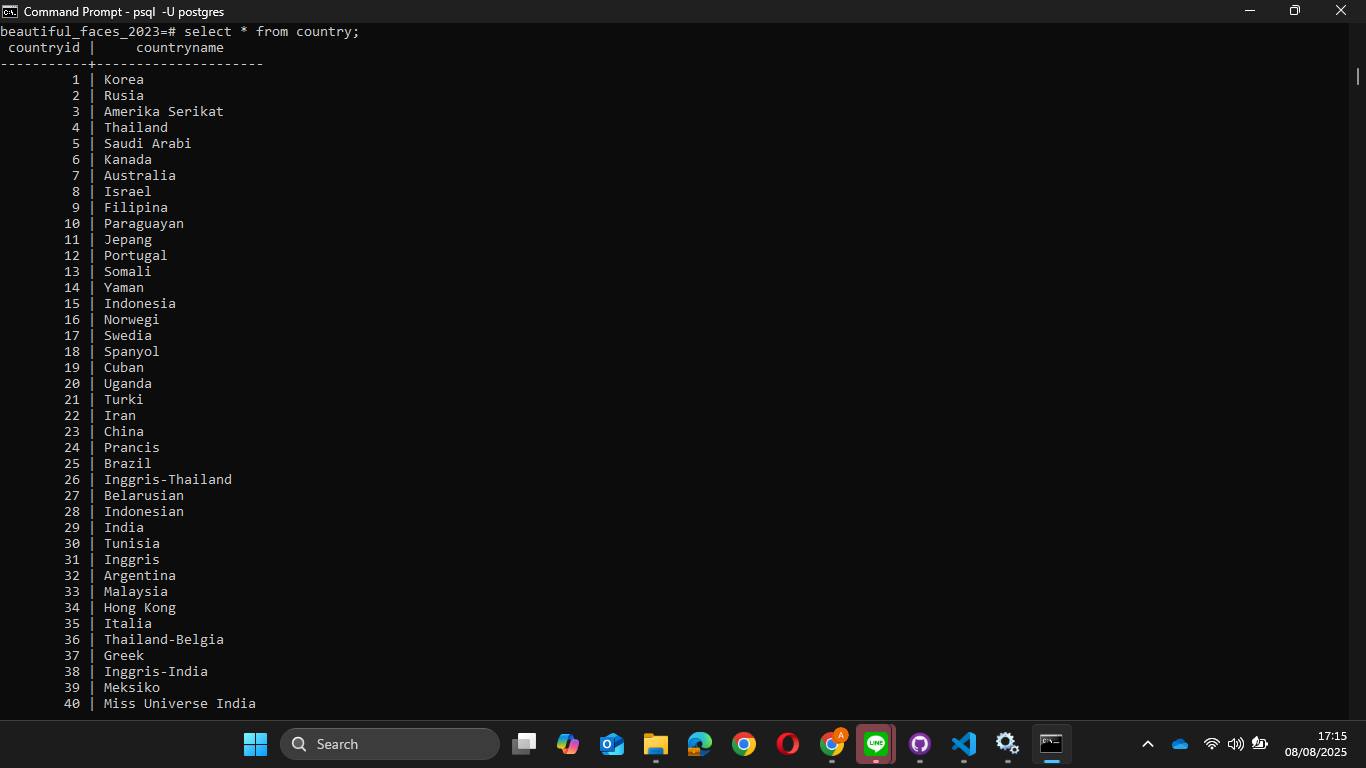 Command Prompt - psql -U postgres
beautiful_faces_2023=# select * from country;
countryid | countryname
-----------+---------------------
1 | Korea
2 | Rusia
3 | Amerika Serikat
4 | Thailand
5 | Saudi Arabi
6 | Kanada
7 | Australia
8 | Israel
9 | Filipina
10 | Paraguayan
11 | Jepang
12 | Portugal
13 | Somali
14 | Yaman
15 | Indonesia
16 | Norwegi
17 | Swedia
18 | Spanyol
19 | Cuban
20 | Uganda
21 | Turki
22 | Iran
23 | China
24 | Prancis
25 | Brazil
26 | Inggris-Thailand
27 | Belarusian
28 | Indonesian
29 | India
30 | Tunisia
31 | Inggris
32 | Argentina
33 | Malaysia
34 | Hong Kong
35 | Italia
36 | Thailand-Belgia
37 | Greek
38 | Inggris-India
39 | Meksiko
40 | Miss Universe India
Search
A
LINE
17:15
08/08/2025